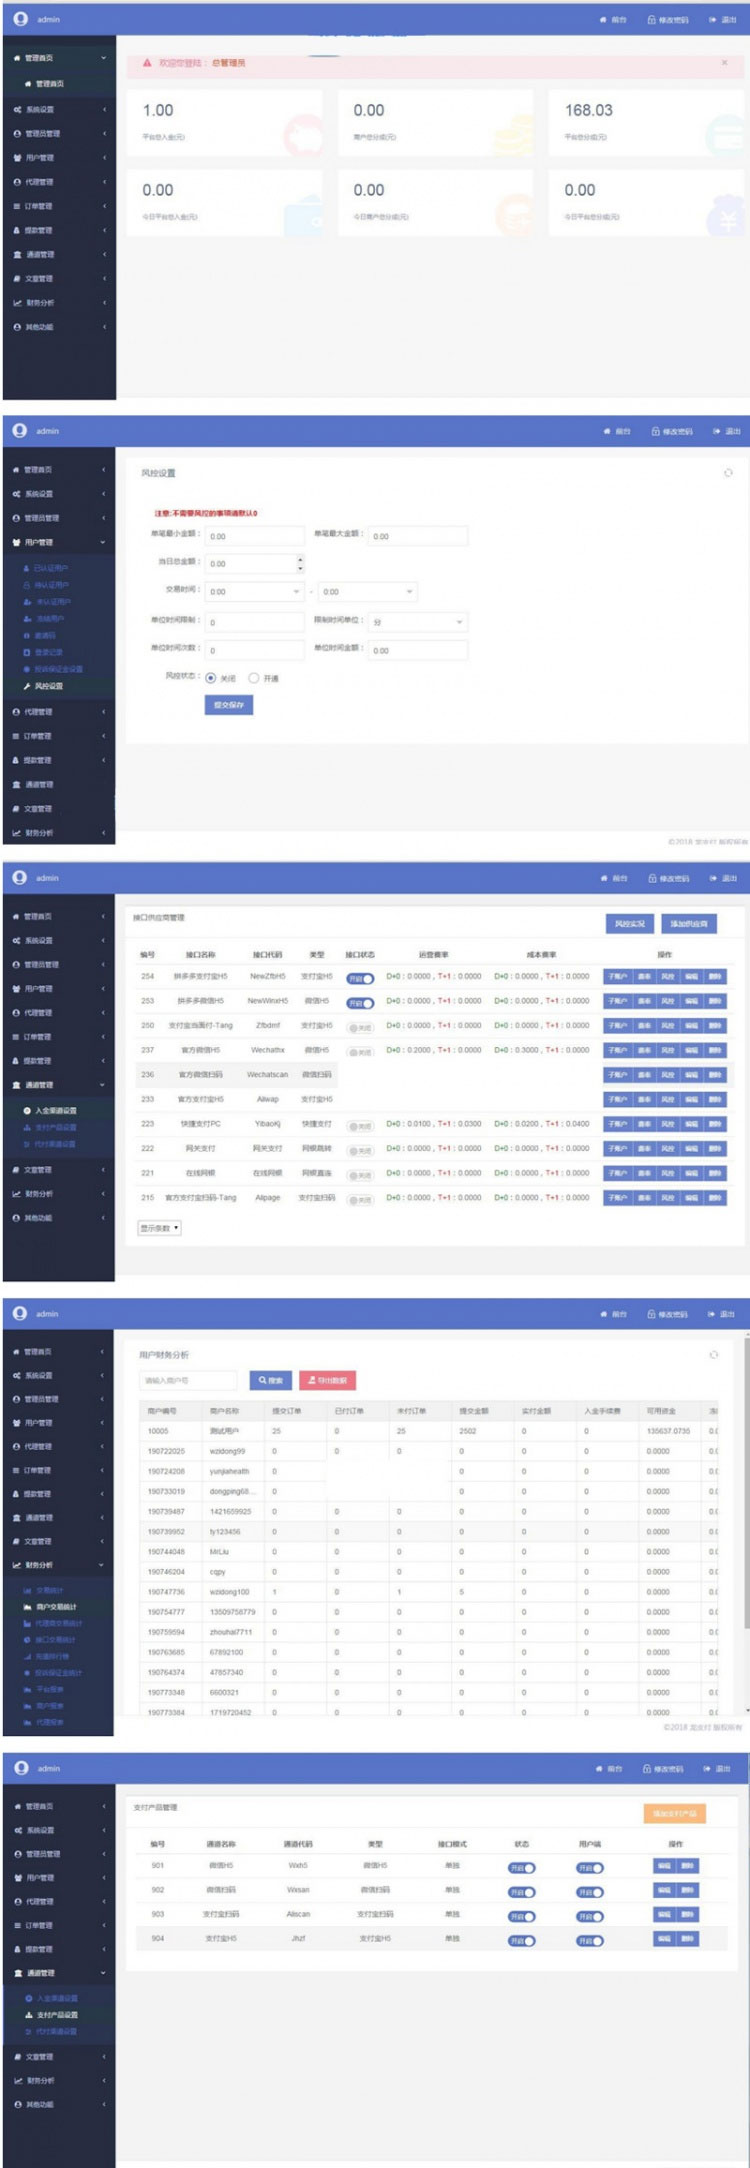 admin
前台 修改密码 退出
管理首页
管理首页
系统设置
管理员管理
用户管理
代理管理
订单管理
提款管理
通道管理
文章管理
财务分析
其他功能
欢迎您登陆： 总管理员
1.00
平台总入金(元)
0.00
商户总分成(元)
168.03
平台总分成(元)
0.00
今日平台总入金(元)
0.00
今日商户总分成(元)
0.00
今日平台总分成(元)
admin
前台 修改密码 退出
管理首页
系统设置
管理员管理
用户管理
已认证用户
待认证用户
未认证用户
冻结用户
邀请码
登录记录
投诉保证金设置
风控设置
代理管理
订单管理
提款管理
通道管理
文章管理
财务分析
风控设置
注意:不需要风控的事项请默认0
单笔最小金额： 0.00 单笔最大金额： 0.00
当日总金额： 0.00
交易时间： 0:00 - 0:00
单位时间限制： 0 限制时间单位： 分
单位时间次数： 0 单位时间金额： 0.00
风控状态： 关闭 开通
提交保存
©2018 龙支付 版权所有
admin
前台 修改密码 退出
管理首页
系统设置
管理员管理
用户管理
代理管理
订单管理
提款管理
通道管理
入金渠道设置
支付产品设置
代付渠道设置
文章管理
财务分析
其他功能
接口供应商管理
风控实况 添加供应商
编号 接口名称 接口代码 类型 接口状态 运营费率 成本费率 操作
254 拼多多支付宝H5 NewZfbH5 支付宝H5 开启 D+0：0.0000，T+1：0.0000 D+0：0.0000，T+1：0.0000 子账户 费率 风控 编辑 删除
253 拼多多微信H5 NewWinxH5 微信H5 开启 D+0：0.0000，T+1：0.0000 D+0：0.0000，T+1：0.0000 子账户 费率 风控 编辑 删除
250 支付宝当面付-Tang Zfbdmf 支付宝H5 关闭 D+0：0.0000，T+1：0.0000 D+0：0.0000，T+1：0.0000 子账户 费率 风控 编辑 删除
237 官方微信H5 Wechathx 微信H5 关闭 D+0：0.2000，T+1：0.0000 D+0：0.3000，T+1：0.0000 子账户 费率 风控 编辑 删除
236 官方微信扫码 Wechatscan 微信扫码 子账户 费率 风控 编辑 删除
233 官方支付宝H5 Aliwap 支付宝H5 子账户 费率 风控 编辑 删除
223 快捷支付PC YibaoKj 快捷支付 关闭 D+0：0.0100，T+1：0.0300 D+0：0.0200，T+1：0.0400 子账户 费率 风控 编辑 删除
222 网关支付 网关支付 网银跳转 关闭 D+0：0.0000，T+1：0.0000 D+0：0.0000，T+1：0.0000 子账户 费率 风控 编辑 删除
221 在线网银 在线网银 网银直连 关闭 D+0：0.0000，T+1：0.0000 D+0：0.0000，T+1：0.0000 子账户 费率 风控 编辑 删除
215 官方支付宝扫码-Tang Alipage 支付宝扫码 关闭 D+0：0.0000，T+1：0.0000 D+0：0.0000，T+1：0.0000 子账户 费率 风控 编辑 删除
显示条数
admin
前台 修改密码 退出
管理首页
系统设置
管理员管理
用户管理
代理管理
订单管理
提款管理
通道管理
文章管理
财务分析
交易统计
商户交易统计
代理商交易统计
接口交易统计
充值排行榜
投诉保证金统计
平台报表
商户报表
代理报表
用户财务分析
请输入商户号 搜索 导出数据
商户编号 商户名称 提交订单 已付订单 未付订单 提交金额 实付金额 入金手续费 可用资金 冻
10005 测试用户 25 0 25 2502 0 0 135637.0735 0.0
190722025 wzidong99 0 0 0 0 0 0 0.0000 0.0
190724208 yunjiahealth 0 0 0 0 0.0000 0.0
190733019 dongping68... 0 0 0 0 0.0000 0.0
190739487 1421659925 0 0 0 0 0 0 0.0000 0.0
190739952 ty123456 0 0 0 0 0 0 0.0000 0.0
190744048 MrLiu 0 0 0 0 0 0 0.0000 0.0
190746204 cqpy 0 0 0 0 0 0 0.0000 0.0
190747736 wzidong100 1 0 1 5 0 0 0.0000 0.0
190754777 13509758779 0 0 0 0 0 0 0.0000 0.0
190759594 zhouhai7711 0 0 0 0 0 0 0.0000 0.0
190763685 67892100 0 0 0 0 0 0 0.0000 0.0
190764374 47857340 0 0 0 0 0 0 0.0000 0.0
190773348 6600321 0 0 0 0 0 0 0.0000 0.0
190773384 1719720452 0 0 0 0 0 0 0.0000 0.0
©2018 龙支付 版权所有
admin
前台 修改密码 退出
管理首页
系统设置
管理员管理
用户管理
代理管理
订单管理
提款管理
通道管理
入金渠道设置
支付产品设置
代付渠道设置
文章管理
财务分析
其他功能
支付产品管理
添加支付产品
编号 通道名称 通道代码 类型 接口模式 状态 用户端 操作
901 微信H5 Wxh5 微信H5 单独 开启 开启 编辑 删除
902 微信扫码 Wxsan 微信扫码 单独 开启 开启 编辑 删除
903 支付宝扫码 Aliscan 支付宝扫码 单独 开启 开启 编辑 删除
904 支付宝H5 Jhzf 支付宝H5 单独 开启 开启 编辑 删除